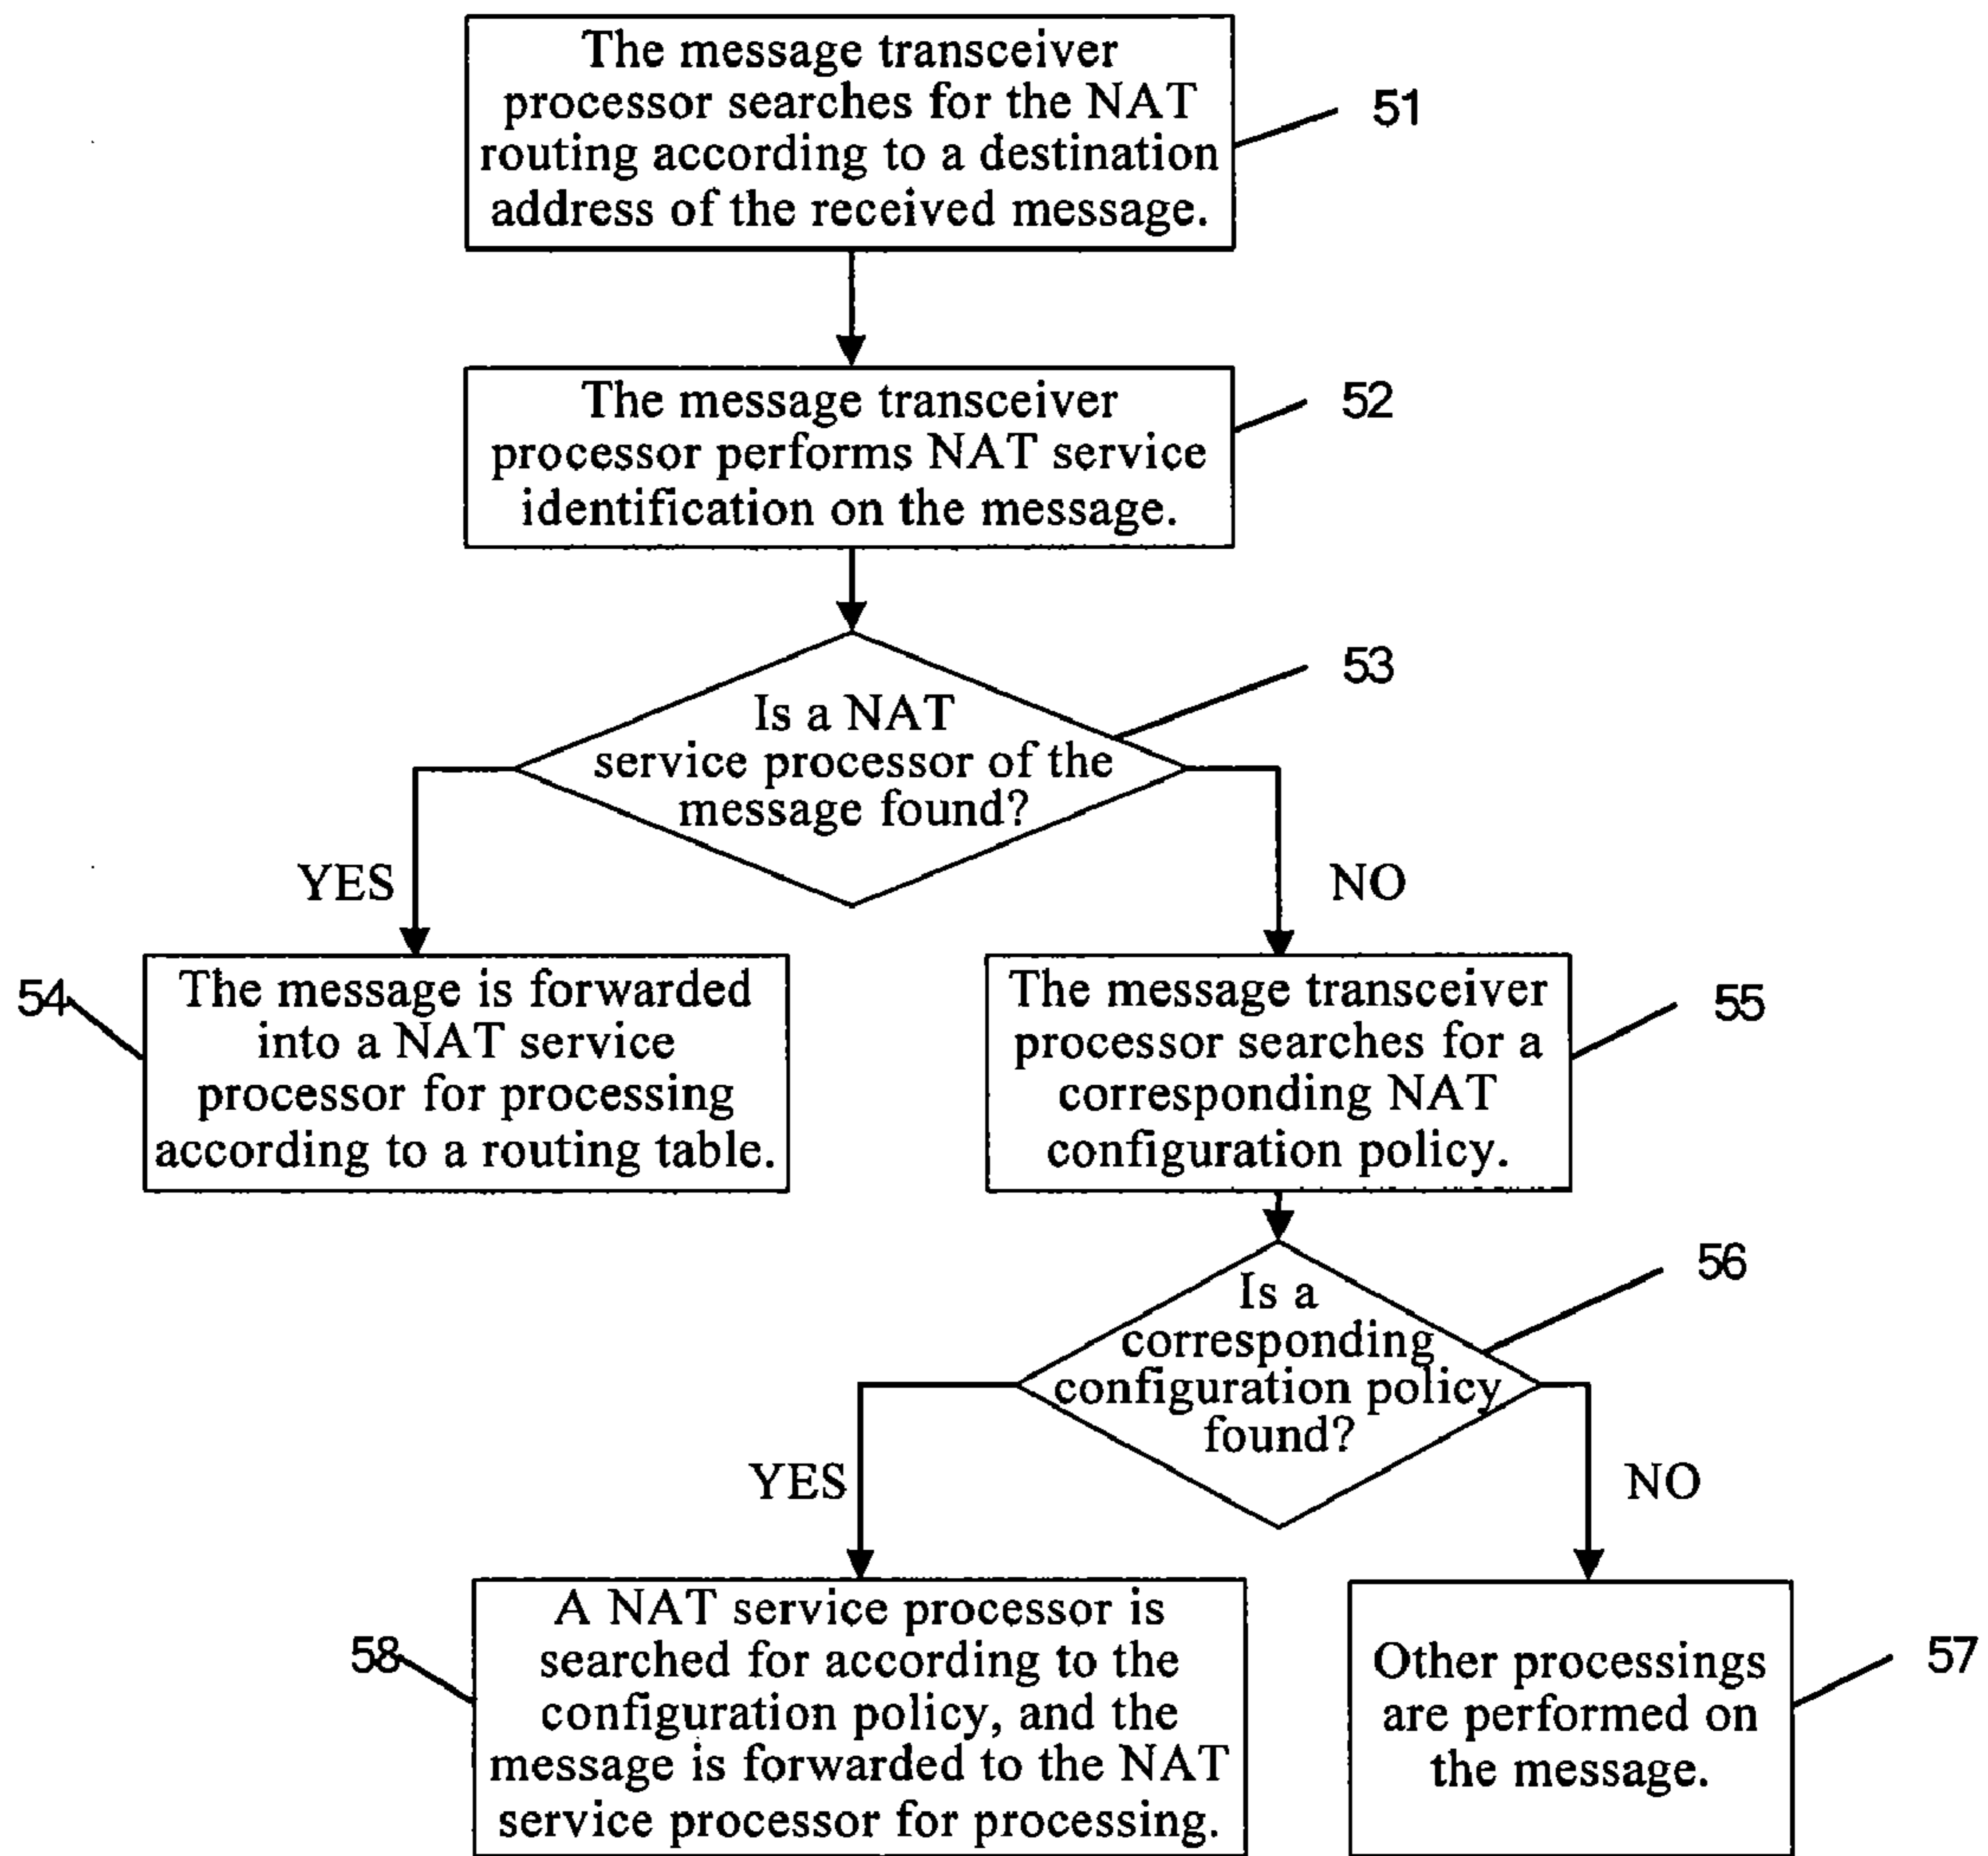 The message transceiver
processor searches for the NAT
routing according to a destination
address of the received message.
51
The message transceiver
processor performs NAT service
identification on the message.
52
Is a NAT
service processor of the
message found?
53
YES
NO
54
The message is forwarded
into a NAT service
processor for processing
according to a routing table.
The message transceiver
processor searches for a
corresponding NAT
configuration policy.
55
Is a
corresponding
configuration policy
found?
56
YES
NO
58
A NAT service processor is
searched for according to the
configuration policy, and the
message is forwarded to the NAT
service processor for processing.
Other processings
are performed on
the message.
57